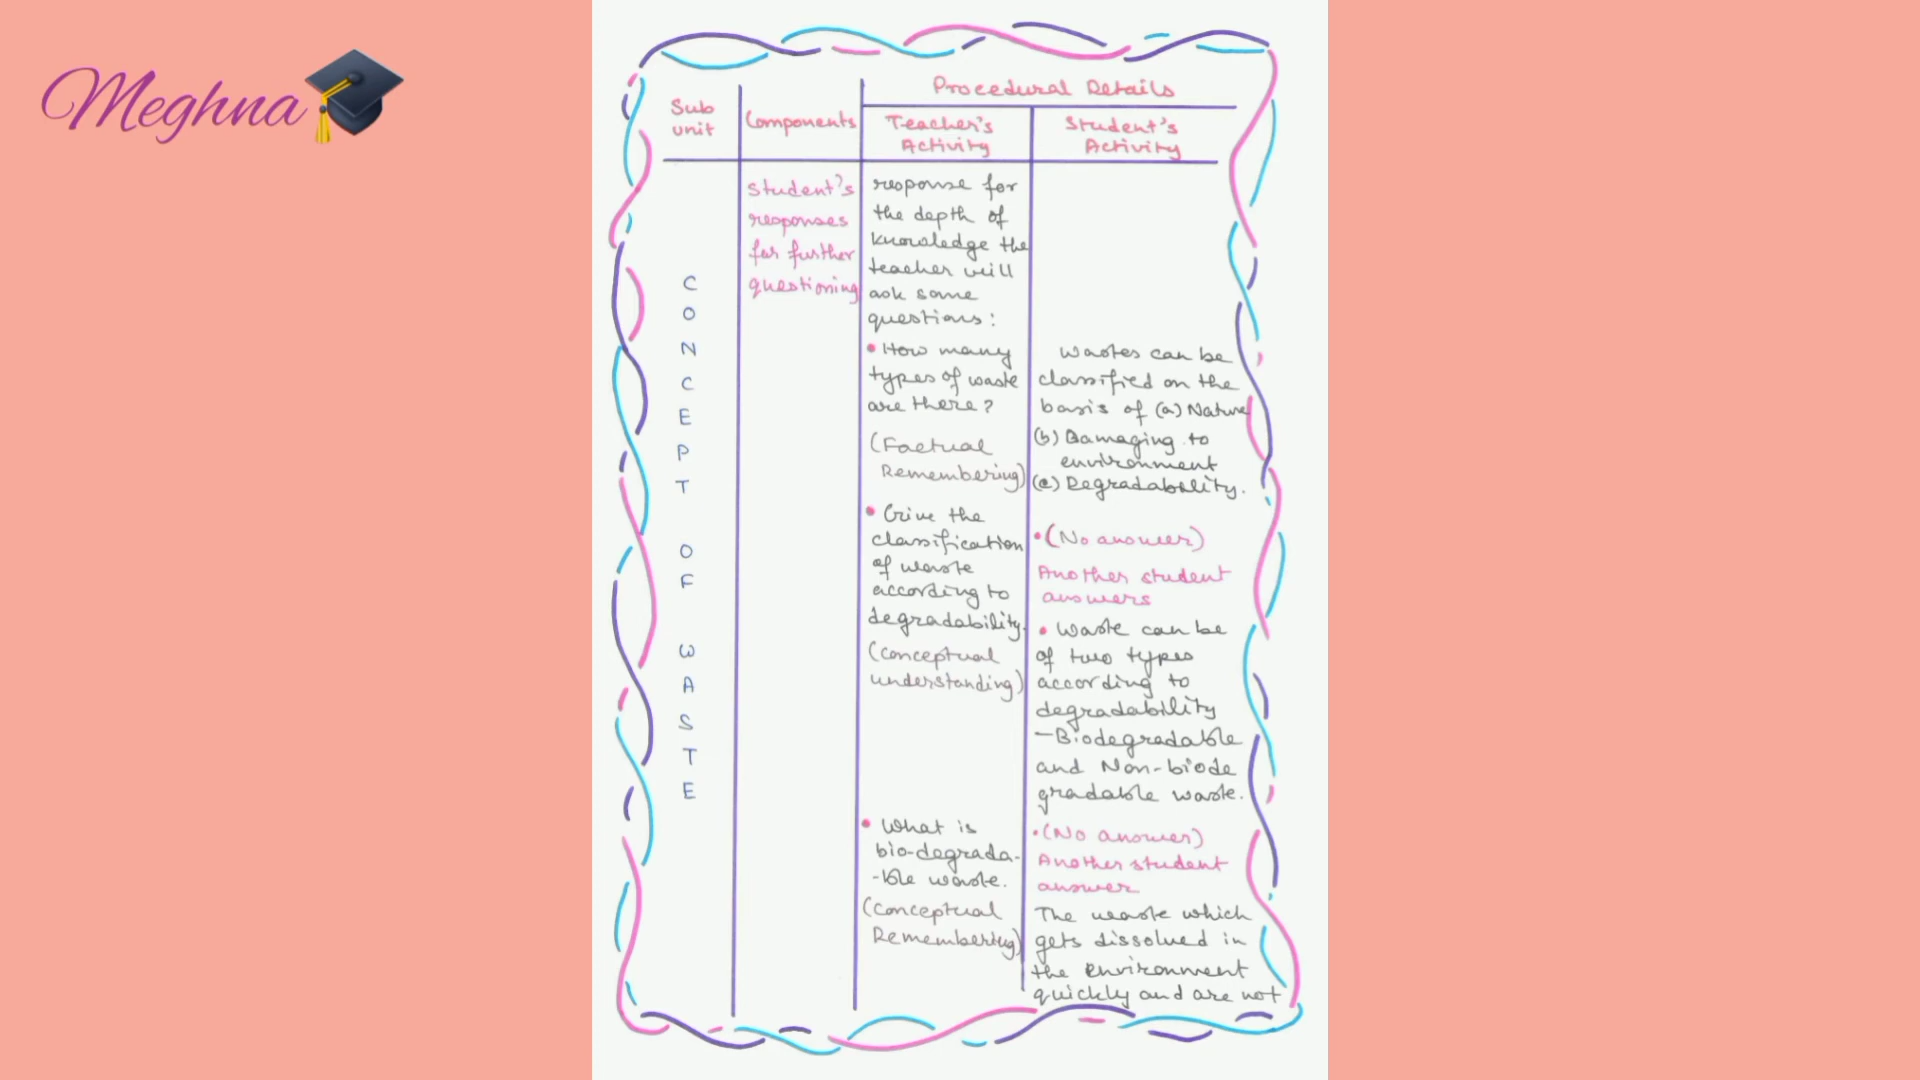 Meghna
Procedural Details
Sub
unit
Components
Teacher's
Activity
Student's
Activity
CONCEPT
OF
WASTE
Student's
responses
for further
questioning
response for
the depth of
knowledge the
teacher will
ask some
questions:
• How many
types of waste
are there?
(Factual
Remembering)
• Give the
classification
of waste
according to
degradability.
(Conceptual
understanding)
• What is
bio-degrada-
-ble waste.
(Conceptual
Remembering)
Wastes can be
classified on the
basis of (a) Nature
(b) Damaging to
environment
(c) Degradability.
• (No answer)
Another student
answers
• Waste can be
of two types
according to
degradability
-Biodegradable
and Non-biode
gradable waste.
• (No answer)
Another student
answer
The waste which
gets dissolved in
the environment
quickly and are not